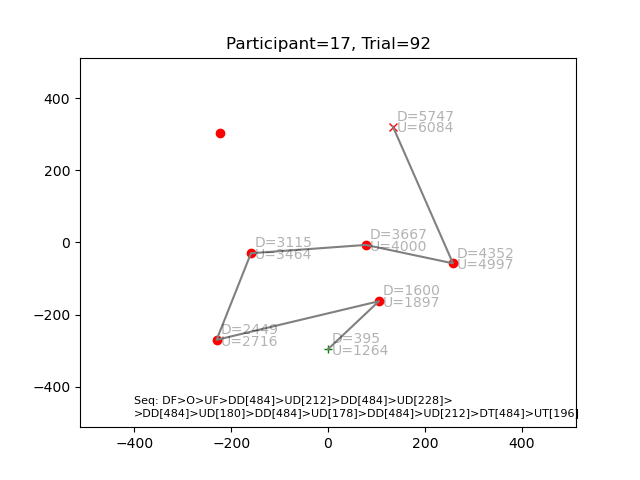 Participant=17, Trial=92
400
200
0
−200
−400
D=5747
U=6084
D=3667
U=4000
D=3115
U=3464
D=4352
U=4997
D=1600
U=1897
D=2449
U=2716
D=395
U=1264
Seq: DF>O>UF>DD[484]>UD[212]>DD[484]>UD[228]>
>DD[484]>UD[180]>DD[484]>UD[178]>DD[484]>UD[212]>DT[484]>UT[196]
−400 −200 0 200 400